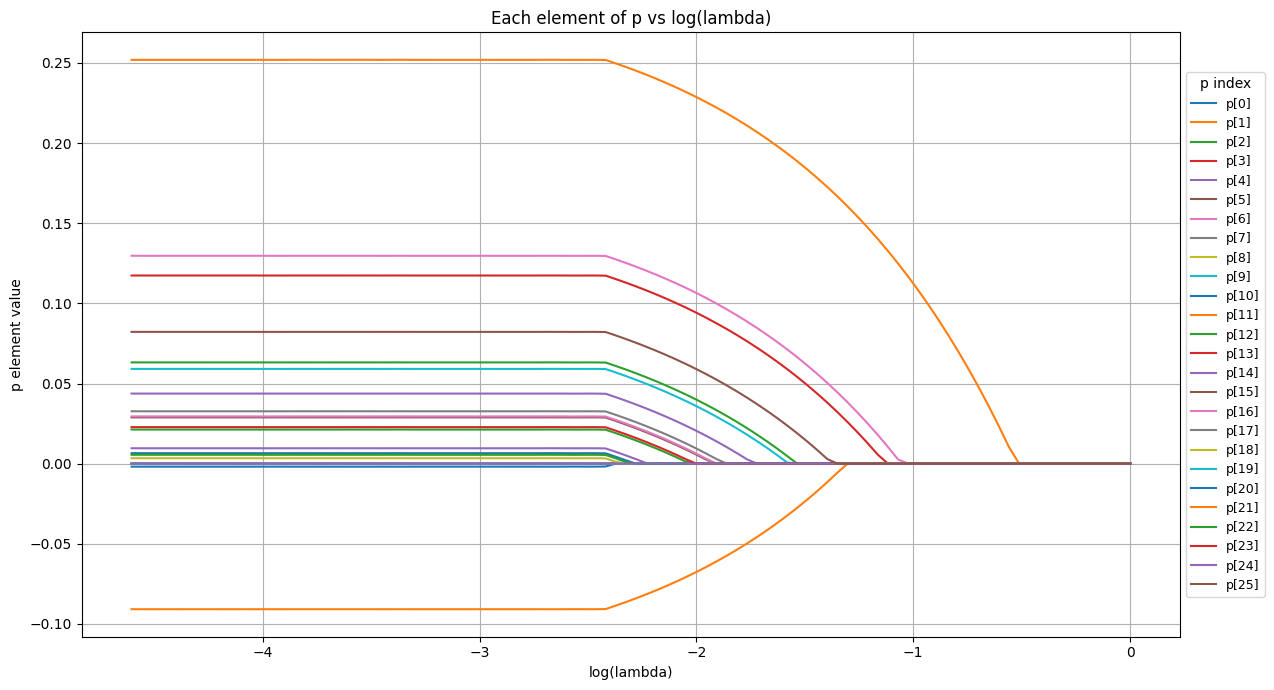 Each element of p vs log(lambda)
0.25
0.20
0.15
0.10
0.05
0.00
−0.05
−0.10
p element value
−4
−3
−2
−1
0
log(lambda)
p index
p[0]
p[1]
p[2]
p[3]
p[4]
p[5]
p[6]
p[7]
p[8]
p[9]
p[10]
p[11]
p[12]
p[13]
p[14]
p[15]
p[16]
p[17]
p[18]
p[19]
p[20]
p[21]
p[22]
p[23]
p[24]
p[25]